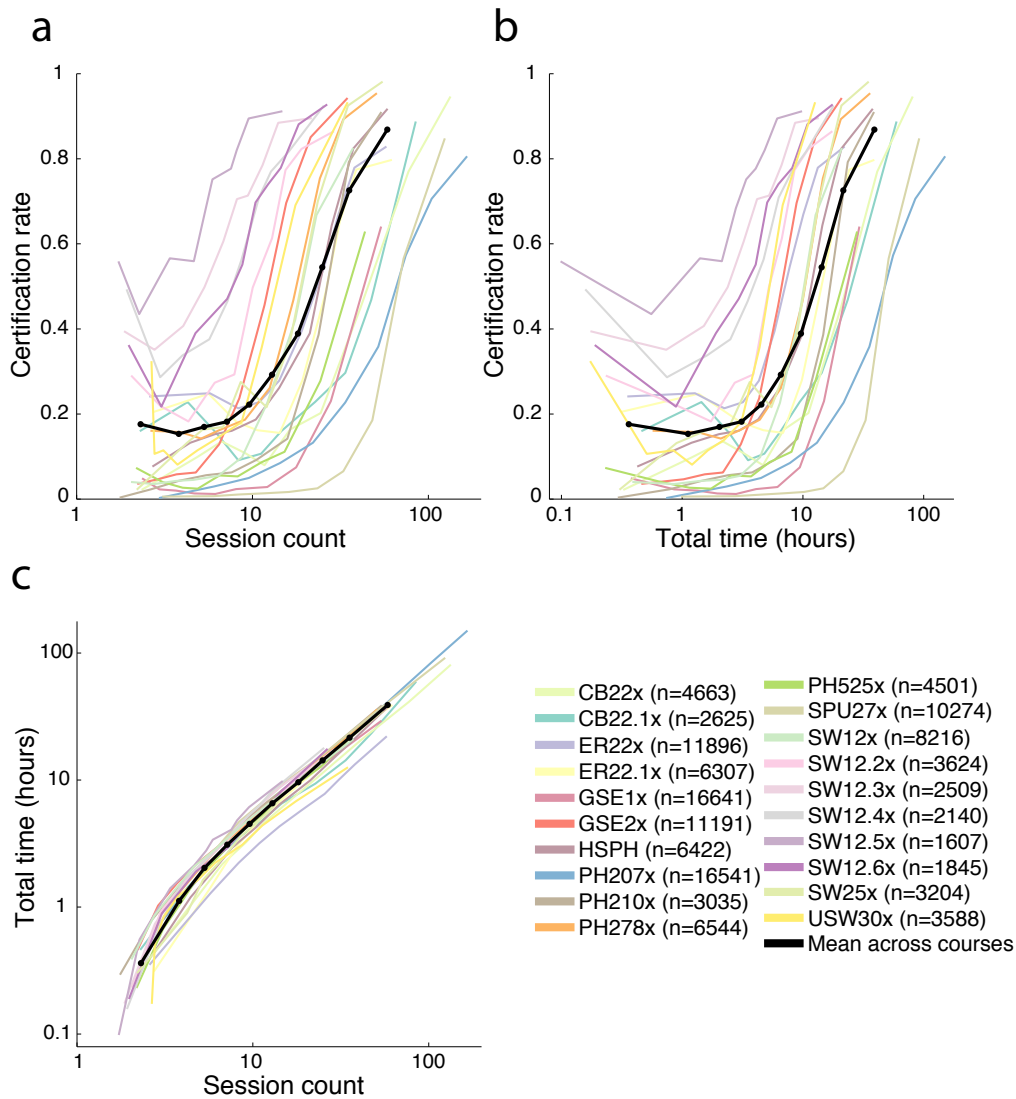 a
1
0.8
0.6
0.4
0.2
0
Certification rate
1
10
100
Session count
b
1
0.8
0.6
0.4
0.2
0
Certification rate
0.1
1
10
100
Total time (hours)
c
100
10
1
0.1
Total time (hours)
1
10
100
Session count
CB22x (n=4663)
CB22.1x (n=2625)
ER22x (n=11896)
ER22.1x (n=6307)
GSE1x (n=16641)
GSE2x (n=11191)
HSPH (n=6422)
PH207x (n=16541)
PH210x (n=3035)
PH278x (n=6544)
PH525x (n=4501)
SPU27x (n=10274)
SW12x (n=8216)
SW12.2x (n=3624)
SW12.3x (n=2509)
SW12.4x (n=2140)
SW12.5x (n=1607)
SW12.6x (n=1845)
SW25x (n=3204)
USW30x (n=3588)
Mean across courses